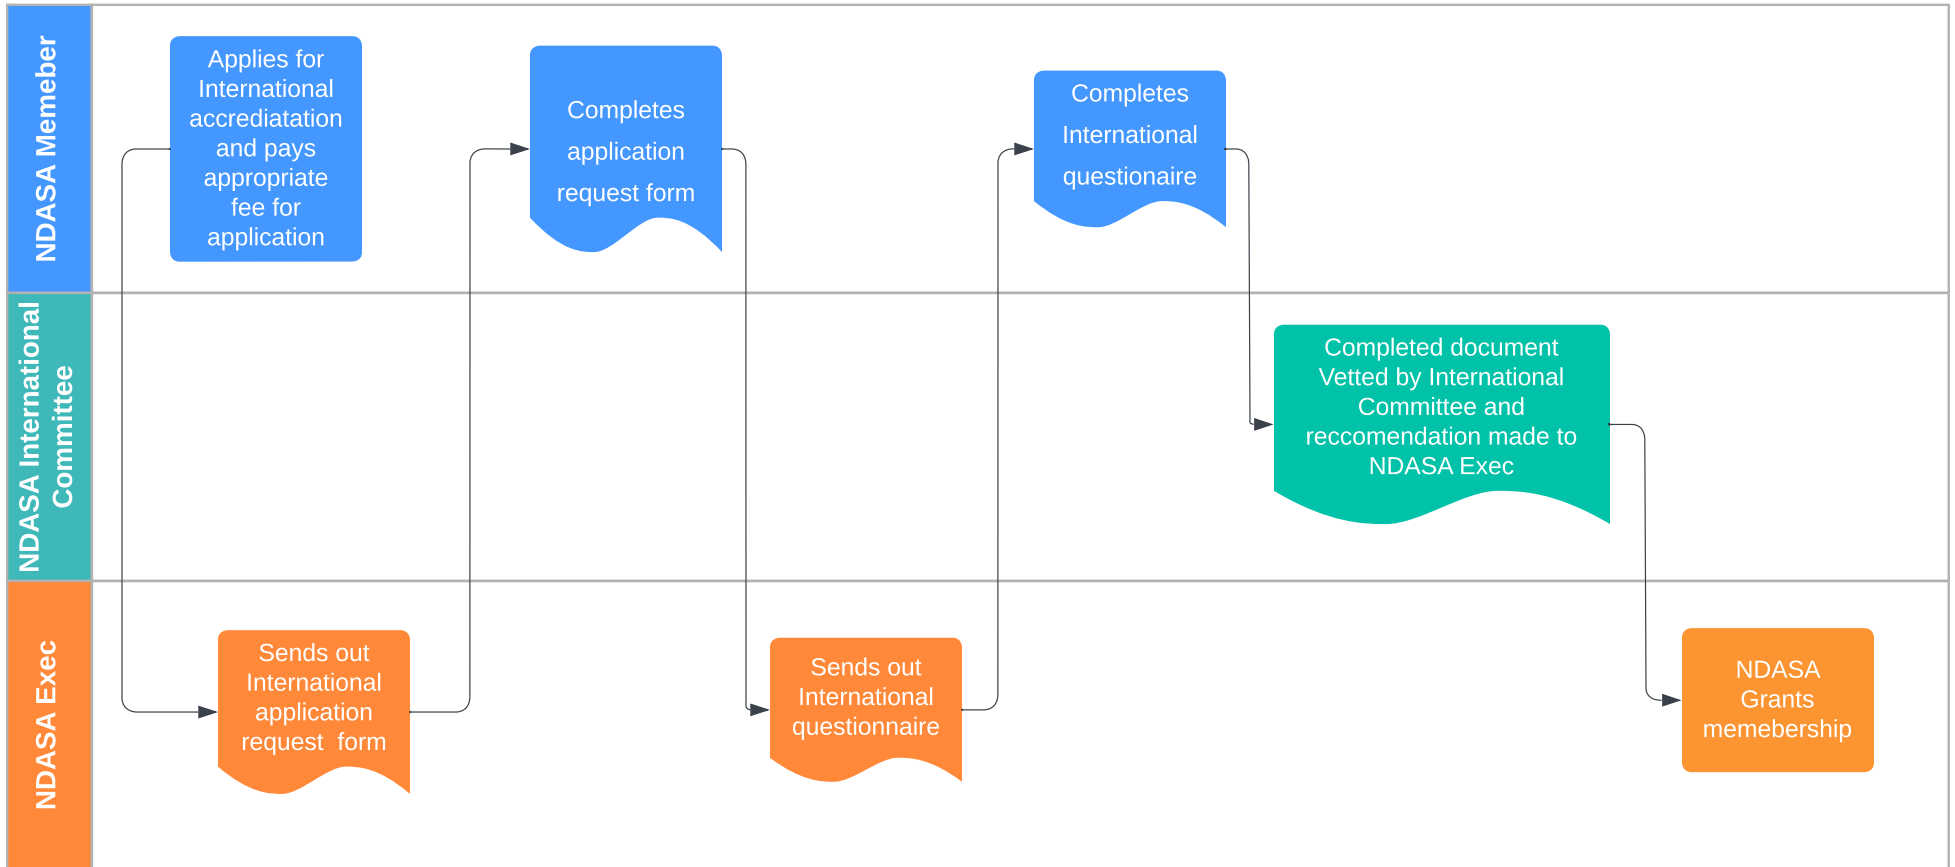 NDASA Memeber
Applies for
International
accrediatation
and pays
appropriate
fee for
application
Completes
application
request form
Completes
International
questionaire
NDASA International
Committee
Completed document
Vetted by International
Committee and
reccomendation made to
NDASA Exec
NDASA Exec
Sends out
International
application
request  form
Sends out
International
questionnaire
NDASA
Grants
memebership